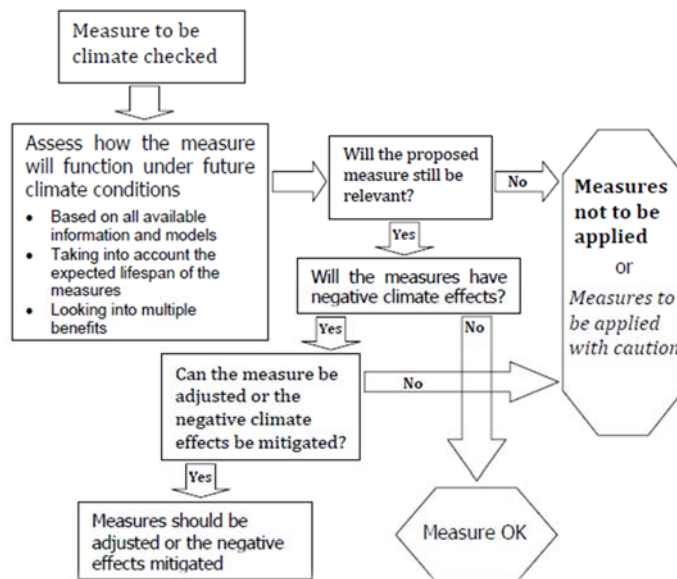 Measure to be
climate checked
Assess how the measure
will function under future
climate conditions
• Based on all available
information and models
• Taking into account the
expected lifespan of the
measures
• Looking into multiple
benefits
Will the proposed
measure still be
relevant?
No
Measures
not to be
applied
or
Measures to
be applied
with caution
Yes
Will the measures have
negative climate effects?
Yes
No
Can the measure be
adjusted or the
negative climate
effects be mitigated?
No
Yes
Measures should be
adjusted or the negative
effects mitigated
Measure OK